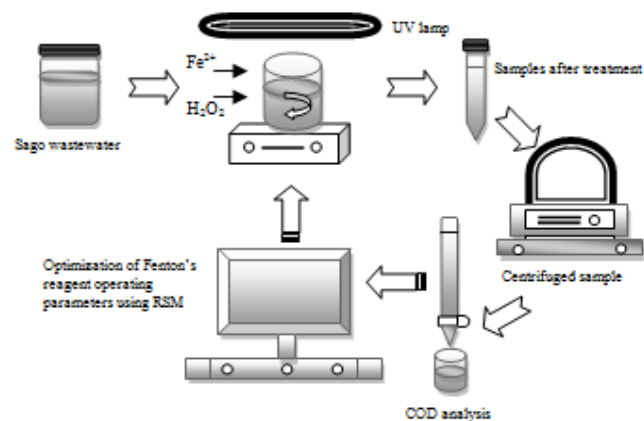 UV lamp
Fe²⁺
H₂O₂
Sago wastewater
Samples after treatment
Centrifuged sample
Optimization of Fenton's
reagent operating
parameters using RSM
COD analysis